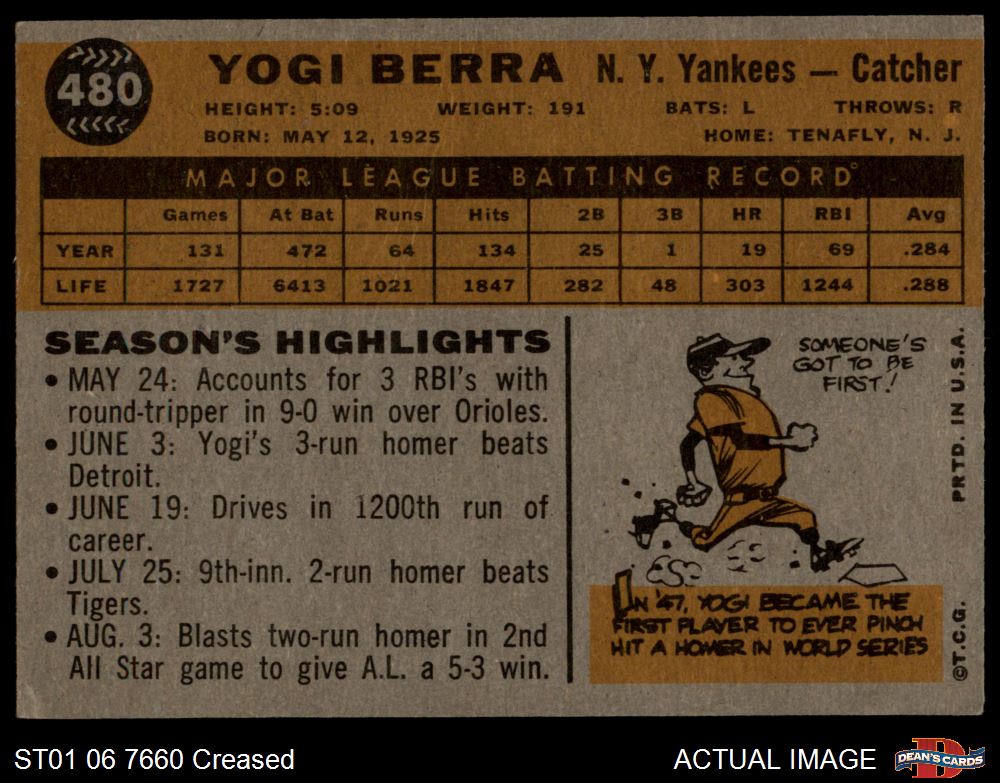 480
YOGI BERRA N. Y. Yankees — Catcher
HEIGHT: 5:09 WEIGHT: 191 BATS: L THROWS: R
BORN: MAY 12, 1925 HOME: TENAFLY, N. J.
MAJOR LEAGUE BATTING RECORD
Games At Bat Runs Hits 2B 3B HR RBI Avg
YEAR 131 472 64 134 25 1 19 69 .284
LIFE 1727 6413 1021 1847 282 48 303 1244 .288
SEASON'S HIGHLIGHTS
• MAY 24: Accounts for 3 RBI's with
round-tripper in 9-0 win over Orioles.
• JUNE 3: Yogi's 3-run homer beats
Detroit.
• JUNE 19: Drives in 1200th run of
career.
• JULY 25: 9th-inn. 2-run homer beats
Tigers.
• AUG. 3: Blasts two-run homer in 2nd
All Star game to give A.L. a 5-3 win.
SOMEONE'S
GOT TO BE
FIRST!
IN '47, YOGI BECAME THE
FIRST PLAYER TO EVER PINCH
HIT A HOMER IN WORLD SERIES
©T.C.G. PRTD. IN U.S.A.
ST01 06 7660 Creased ACTUAL IMAGE
DEAN'S CARDS